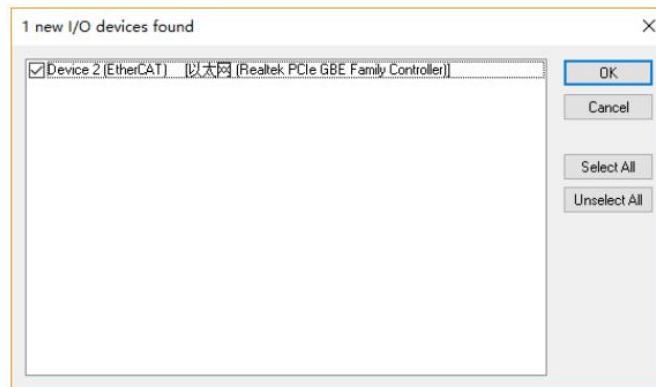 1 new I/O devices found
Device 2 (EtherCAT) [以太网 (Realtek PCIe GBE Family Controller)]
OK
Cancel
Select All
Unselect All